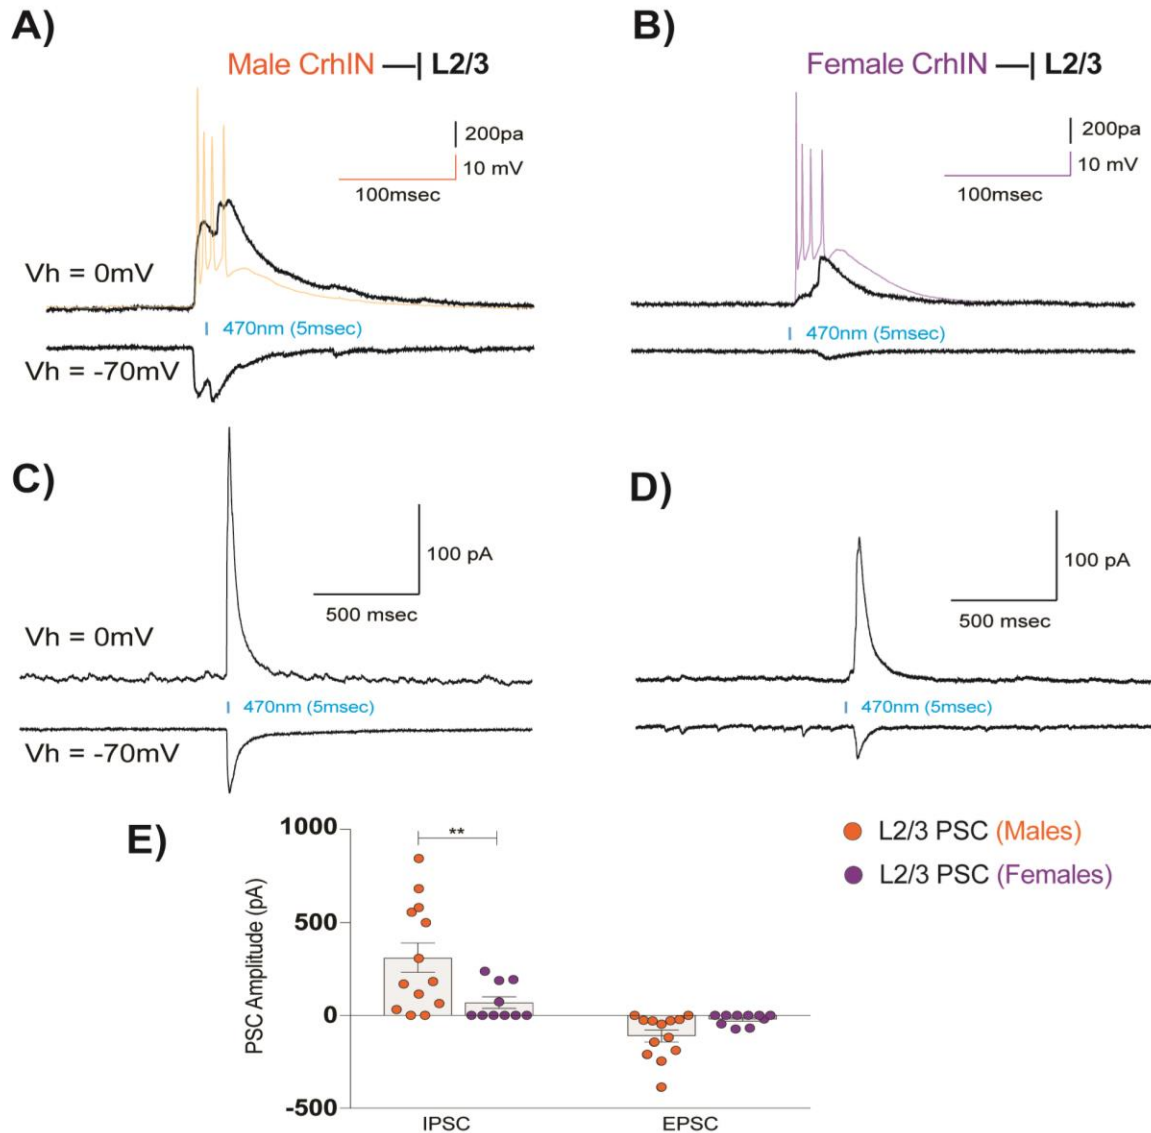 A)
Male CrhIN —| L2/3
200pa
10 mV
100msec
Vh = 0mV
470nm (5msec)
Vh = -70mV
B)
Female CrhIN —| L2/3
200pa
10 mV
100msec
470nm (5msec)
C)
100 pA
500 msec
Vh = 0mV
470nm (5msec)
Vh = -70mV
D)
100 pA
500 msec
470nm (5msec)
E)
1000
500
0
-500
PSC Amplitude (pA)
**
IPSC
EPSC
L2/3 PSC (Males)
L2/3 PSC (Females)